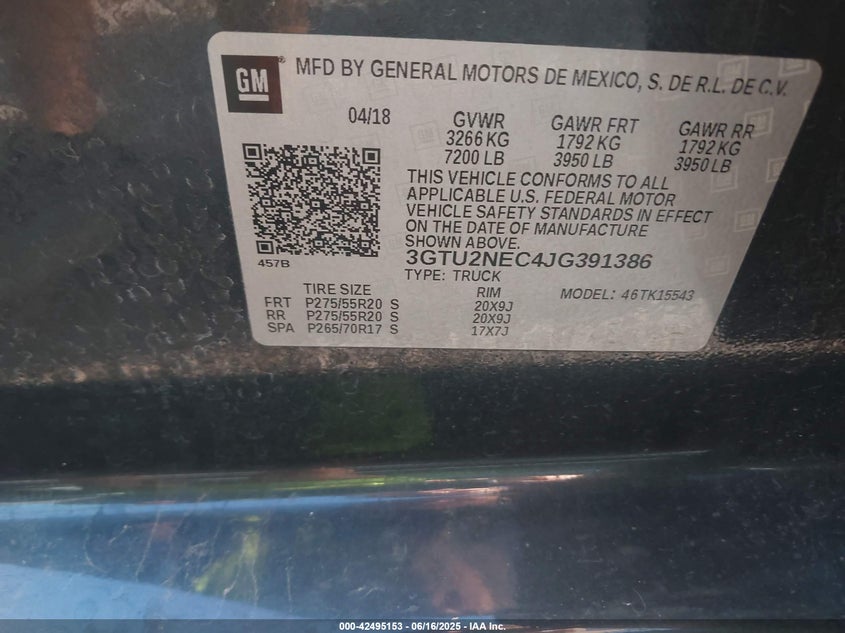 GM
MFD BY GENERAL MOTORS DE MEXICO, S. DE R.L. DE C.V.
04/18 GVWR GAWR FRT GAWR RR
3266 KG 1792 KG 1792 KG
7200 LB 3950 LB 3950 LB
THIS VEHICLE CONFORMS TO ALL
APPLICABLE U.S. FEDERAL MOTOR
VEHICLE SAFETY STANDARDS IN EFFECT
ON THE DATE OF MANUFACTURE
SHOWN ABOVE.
457B
3GTU2NEC4JG391386
TYPE: TRUCK
TIRE SIZE RIM MODEL: 46TK15543
FRT P275/55R20 S 20X9J
RR P275/55R20 S 20X9J
SPA P265/70R17 S 17X7J
000-42495153 - 06/16/2025 - IAA Inc.